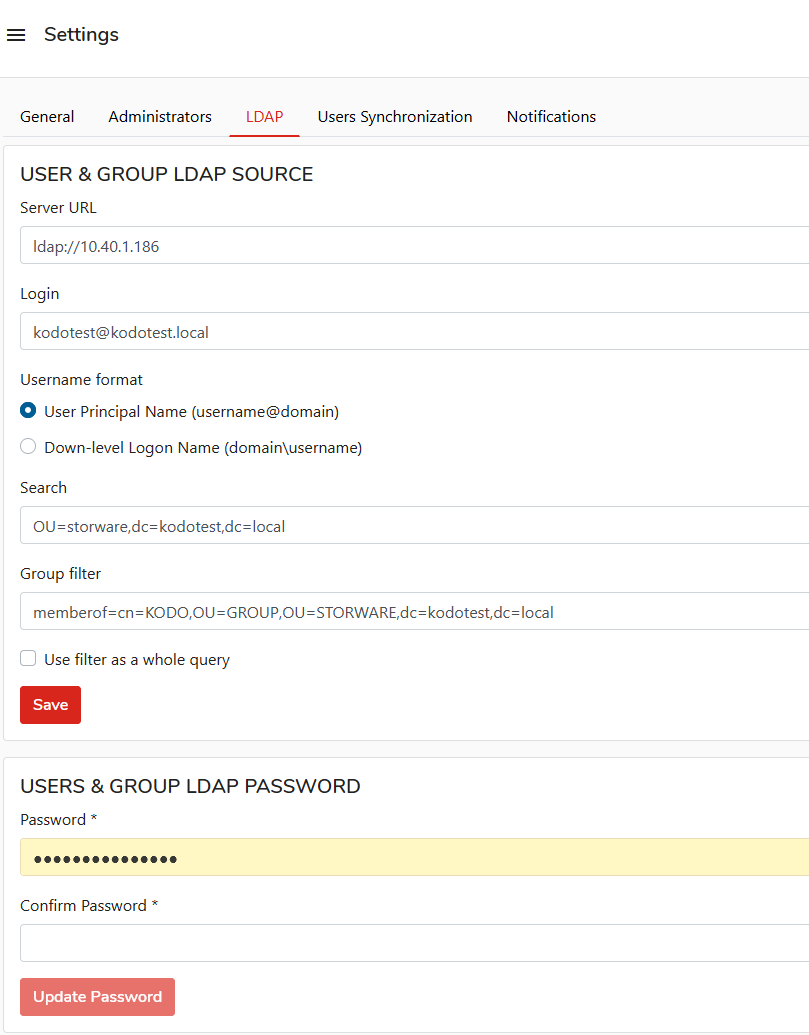 Settings
General Administrators LDAP Users Synchronization Notifications
USER & GROUP LDAP SOURCE
Server URL
ldap://10.40.1.186
Login
kodotest@kodotest.local
Username format
User Principal Name (username@domain)
Down-level Logon Name (domain\username)
Search
OU=storware,dc=kodotest,dc=local
Group filter
memberof=cn=KODO,OU=GROUP,OU=STORWARE,dc=kodotest,dc=local
Use filter as a whole query
Save
USERS & GROUP LDAP PASSWORD
Password *
•••••••••••••••
Confirm Password *
Update Password